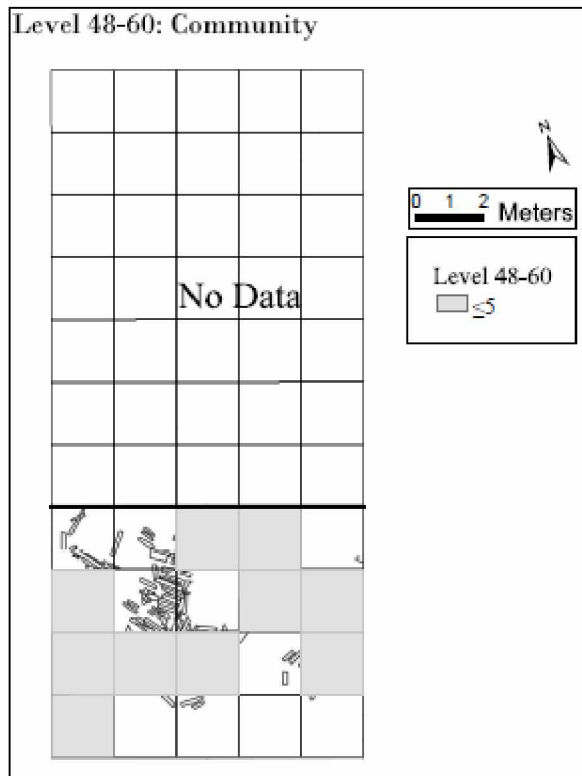 Level 48-60: Community
N
0 1 2
Meters
Level 48-60
≤5
No Data